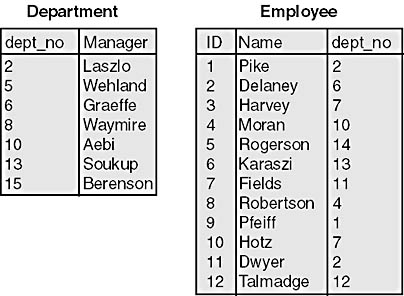 Department
dept_no Manager
2 Laszlo
5 Wehland
6 Graeffe
8 Waymire
10 Aebi
13 Soukup
15 Berenson
Employee
ID Name dept_no
1 Pike 2
2 Delaney 6
3 Harvey 7
4 Moran 10
5 Rogerson 14
6 Karaszi 13
7 Fields 11
8 Robertson 4
9 Pfeiff 1
10 Hotz 7
11 Dwyer 2
12 Talmadge 12